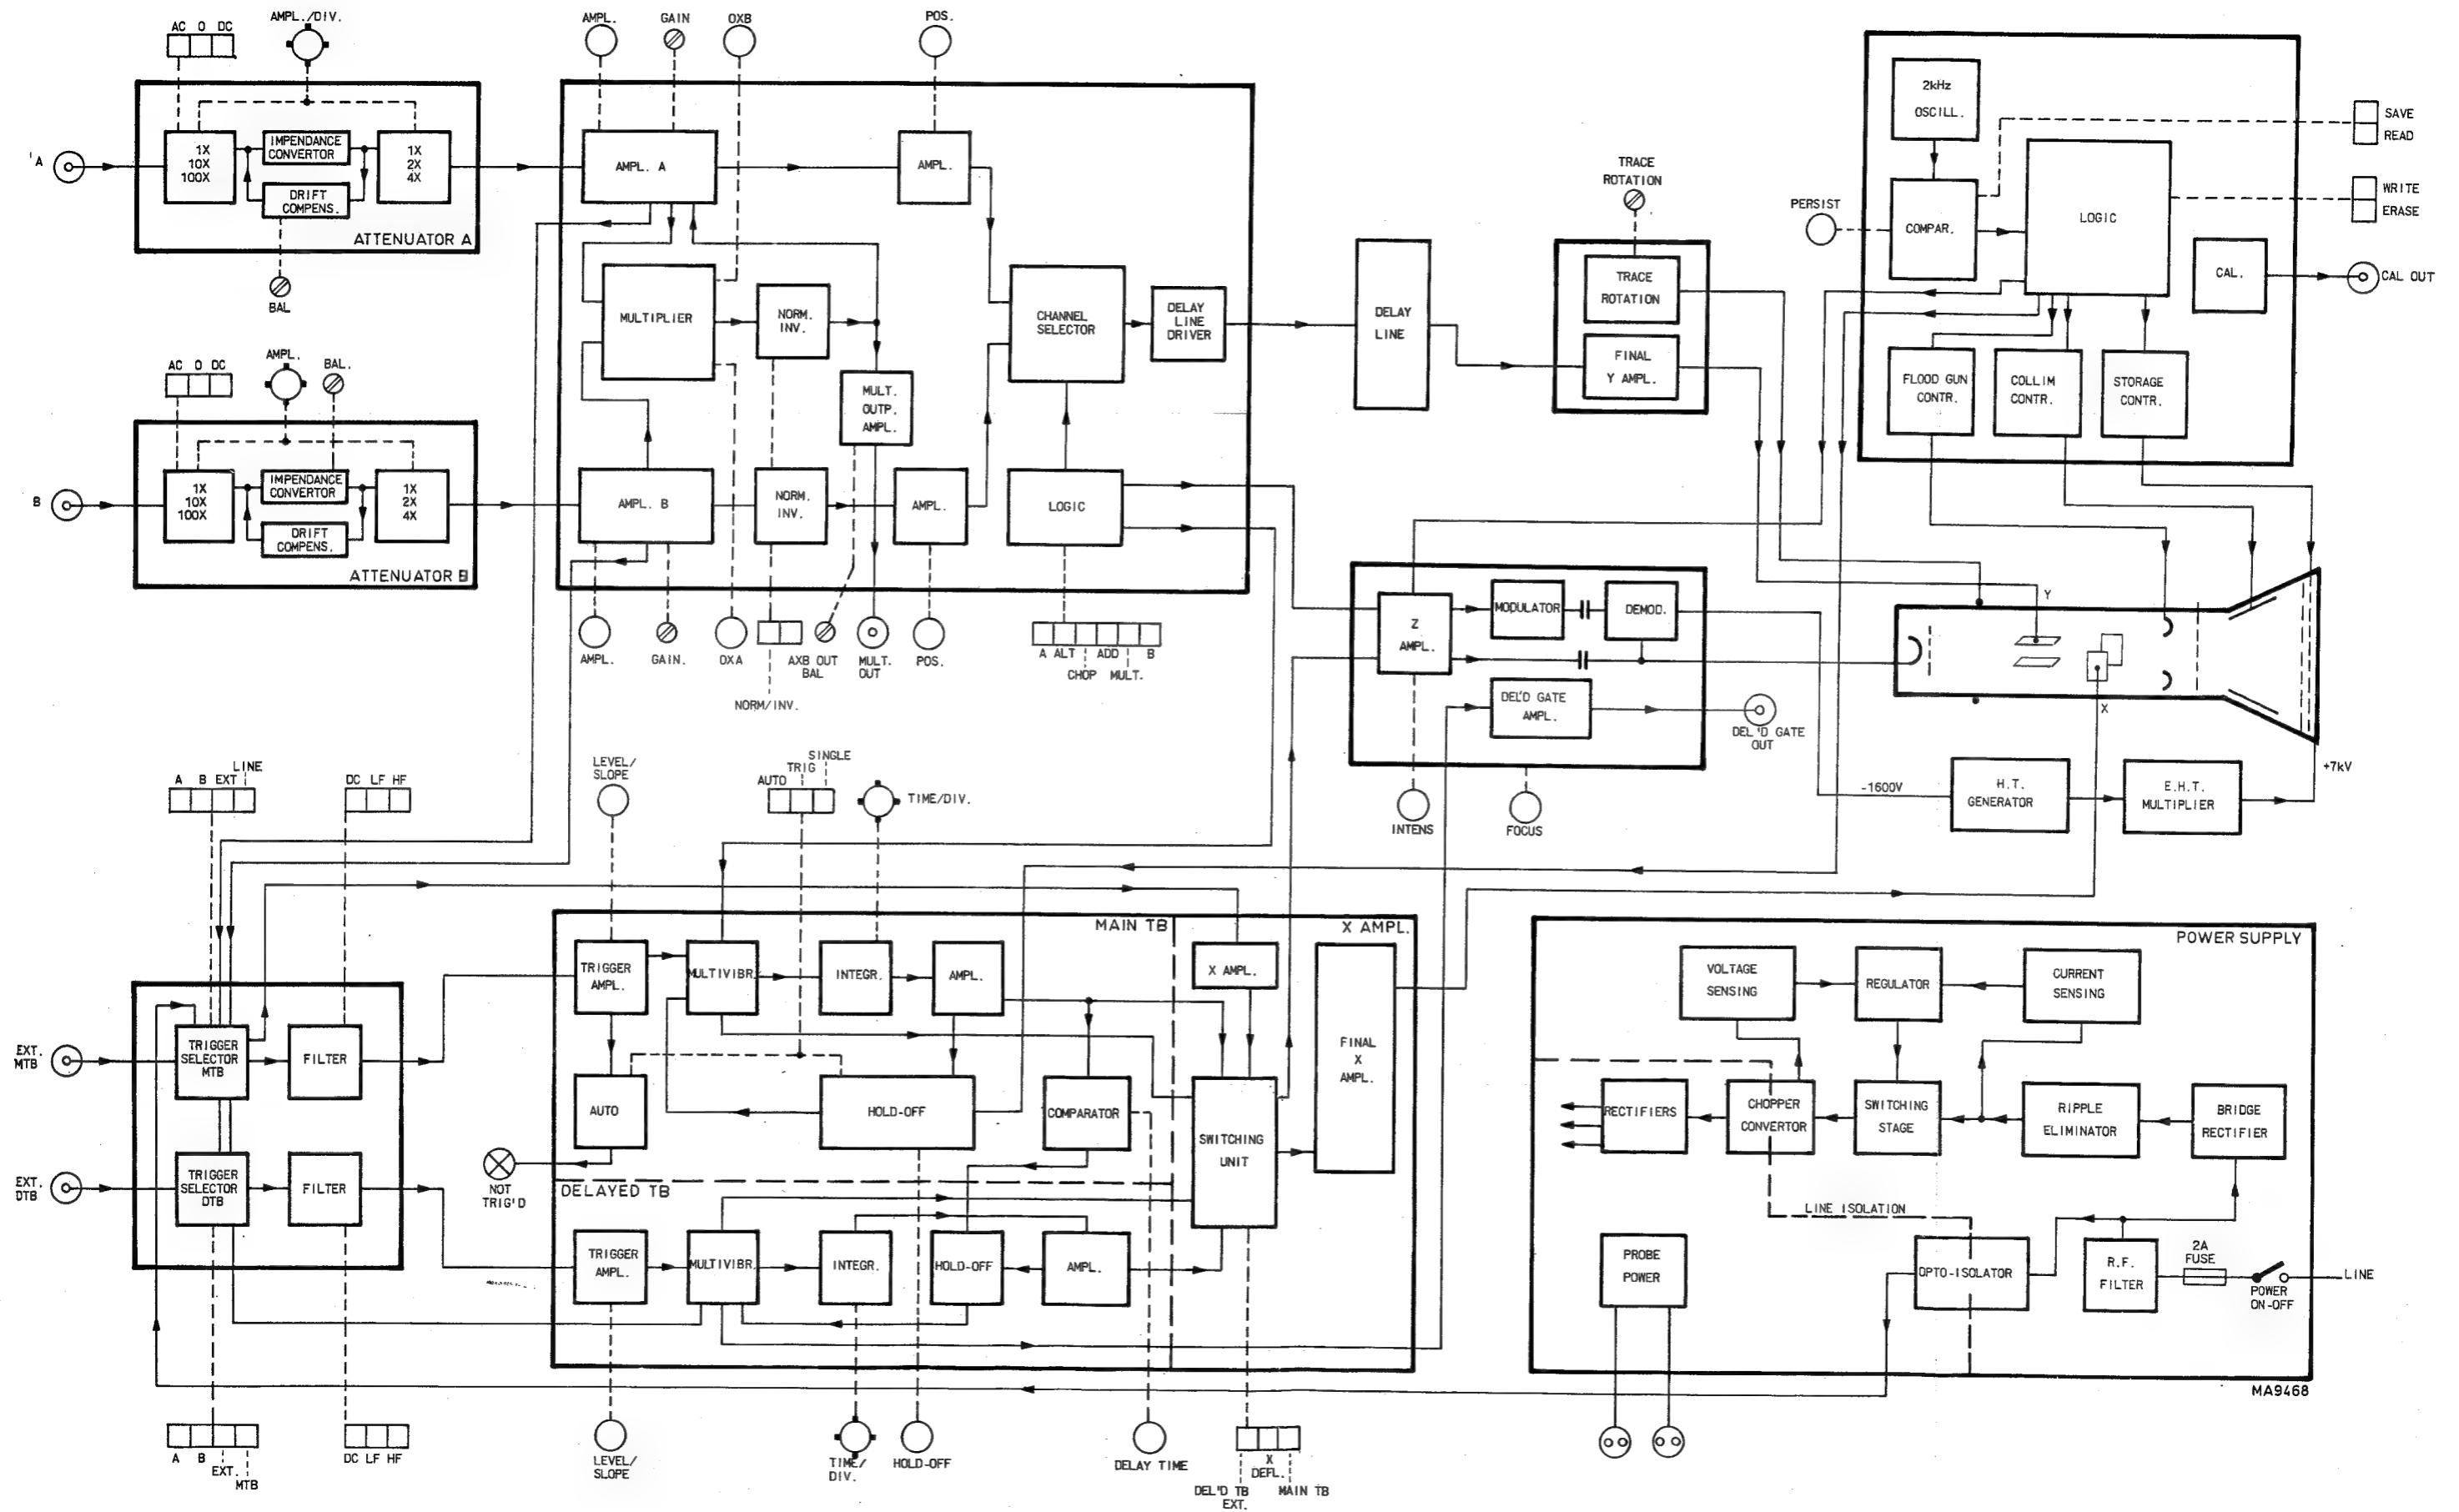 AC O DC
AMPL./DIV.
'A
1X
10X
100X
IMPENDANCE
CONVERTOR
DRIFT
COMPENS.
1X
2X
4X
ATTENUATOR A
BAL
AC O DC
AMPL.
BAL.
B
1X
10X
100X
IMPENDANCE
CONVERTOR
DRIFT
COMPENS.
1X
2X
4X
ATTENUATOR B
AMPL.
GAIN
OXB
POS.
AMPL. A
AMPL.
MULTIPLIER
NORM.
INV.
MULT.
OUTP.
AMPL.
CHANNEL
SELECTOR
DELAY
LINE
DRIVER
AMPL. B
NORM.
INV.
AMPL.
LOGIC
AMPL.
GAIN.
OXA
NORM/INV.
AXB OUT
BAL
MULT.
OUT
POS.
A ALT ADD B
CHOP MULT.
DELAY
LINE
TRACE
ROTATION
TRACE
ROTATION
FINAL
Y AMPL.
2kHz
OSCILL.
PERSIST
COMPAR.
LOGIC
SAVE
READ
WRITE
ERASE
CAL.
CAL OUT
FLOOD GUN
CONTR.
COLLIM
CONTR.
STORAGE
CONTR.
Z
AMPL.
MODULATOR
DEMOD.
DEL'D GATE
AMPL.
DEL'D GATE
OUT
INTENS
FOCUS
Y
X
+7kV
-1600V
H.T.
GENERATOR
E.H.T.
MULTIPLIER
A B EXT LINE
DC LF HF
EXT.
MTB
TRIGGER
SELECTOR
MTB
FILTER
EXT.
DTB
TRIGGER
SELECTOR
DTB
FILTER
A B EXT. MTB
DC LF HF
LEVEL/
SLOPE
AUTO TRIG SINGLE
TIME/DIV.
MAIN TB
X AMPL.
TRIGGER
AMPL.
MULTIVIBR.
INTEGR.
AMPL.
X AMPL.
FINAL
X
AMPL.
AUTO
HOLD-OFF
COMPARATOR
SWITCHING
UNIT
NOT
TRIG'D
DELAYED TB
TRIGGER
AMPL.
MULTIVIBR.
INTEGR.
HOLD-OFF
AMPL.
LEVEL/
SLOPE
TIME/
DIV.
HOLD-OFF
DELAY TIME
X
DEFL.
DEL'D TB MAIN TB
EXT.
POWER SUPPLY
VOLTAGE
SENSING
REGULATOR
CURRENT
SENSING
RECTIFIERS
CHOPPER
CONVERTOR
SWITCHING
STAGE
RIPPLE
ELIMINATOR
BRIDGE
RECTIFIER
LINE ISOLATION
PROBE
POWER
OPTO-ISOLATOR
R.F.
FILTER
2A
FUSE
POWER
ON-OFF
LINE
MA9468